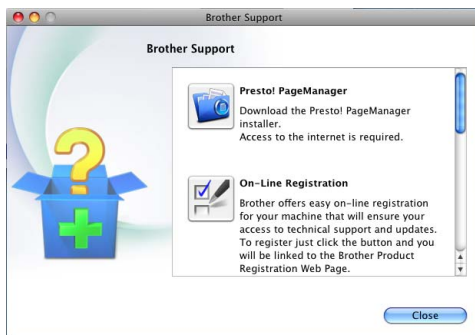 Brother Support
Brother Support
Presto! PageManager
Download the Presto! PageManager
installer.
Access to the internet is required.
On-Line Registration
Brother offers easy on-line registration
for your machine that will ensure your
access to technical support and updates.
To register just click the button and you
will be linked to the Brother Product
Registration Web Page.
Close